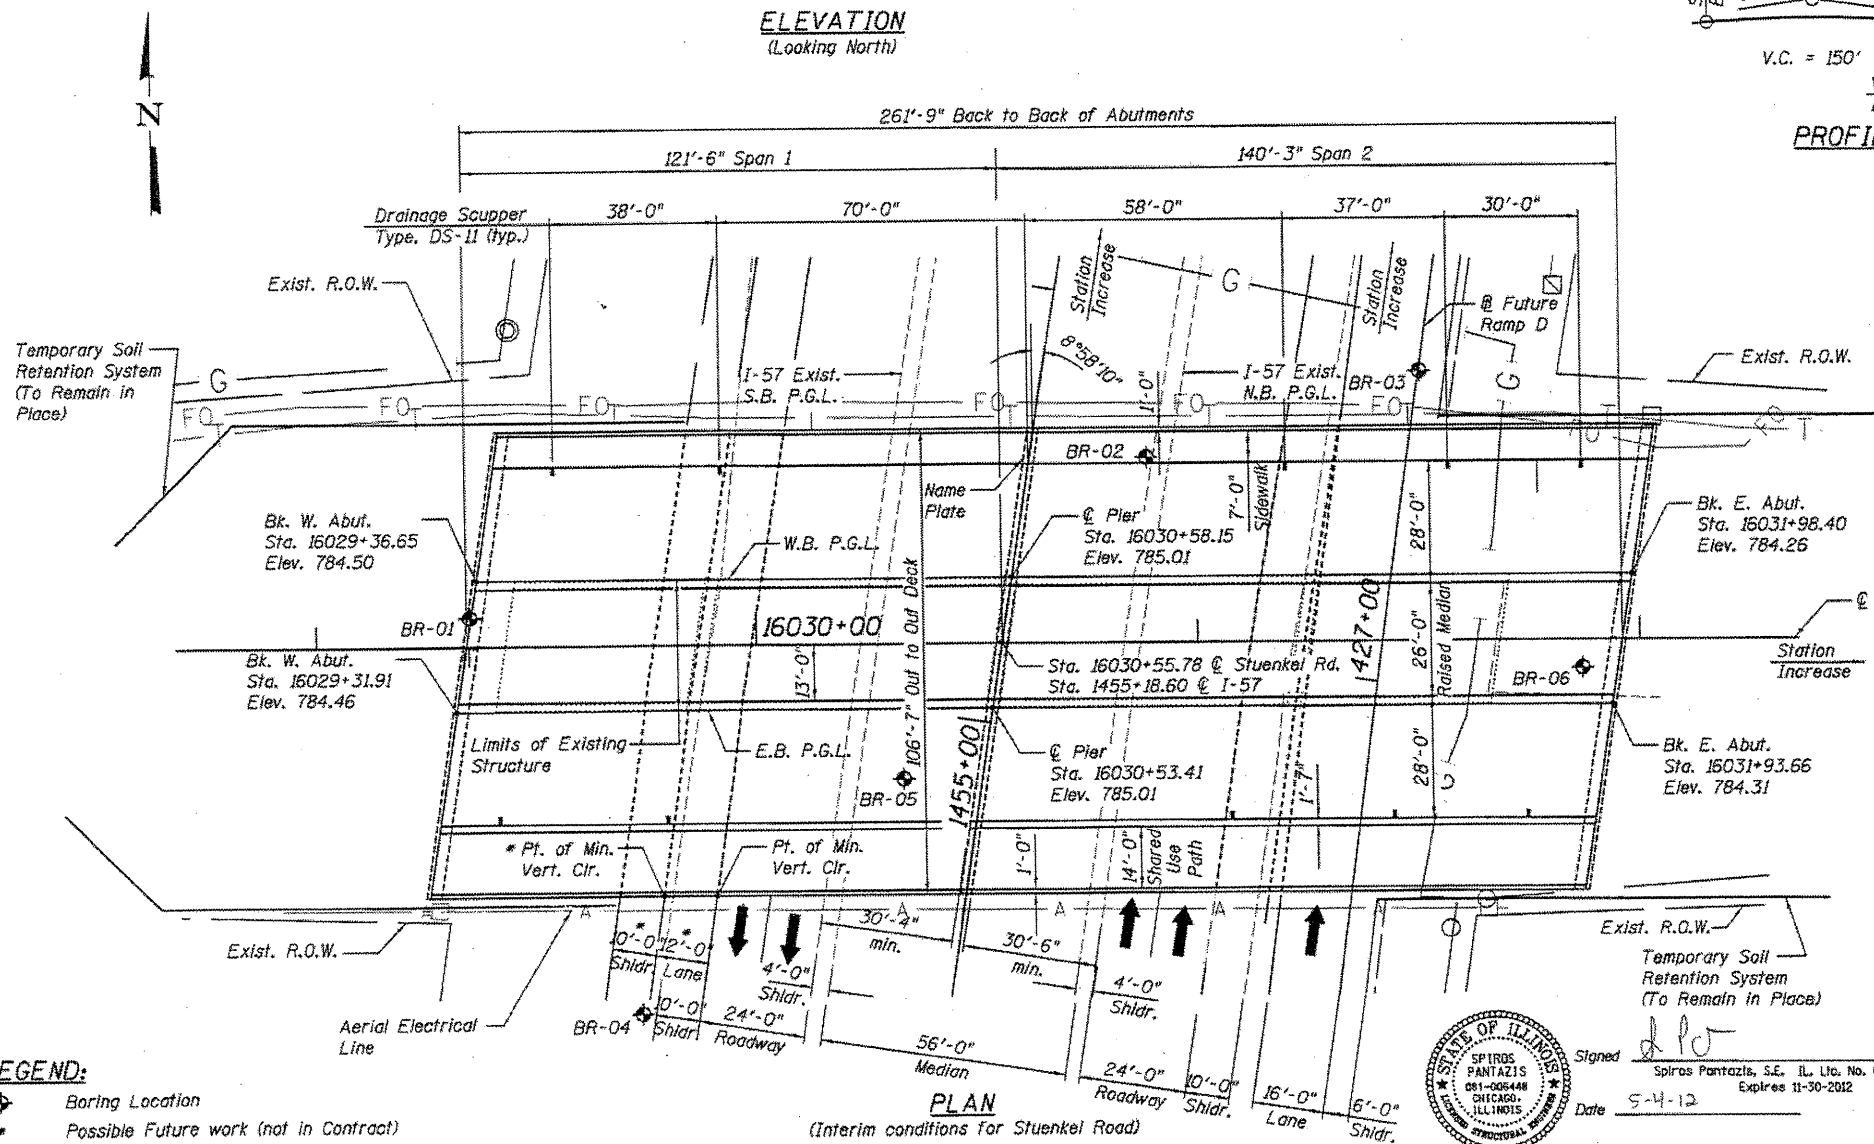 ELEVATION
(Looking North)
N
V.C. = 150'
261'-9" Back to Back of Abutments
121'-6" Span 1
140'-3" Span 2
Drainage Scupper
Type. DS-11 (typ.)
38'-0"
70'-0"
58'-0"
37'-0"
30'-0"
Exist. R.O.W.
Temporary Soil
Retention System
(To Remain in
Place)
G
FO
T
FO
T
FO
T
FO
T
FO
T
FO
T
FO
T
I-57 Exist.
S.B. P.G.L.
Station
Increase
8°58'10"
1'-0"
G
I-57 Exist.
N.B. P.G.L.
Station
Increase
BR-03
℄ Future
Ramp D
G
Exist. R.O.W.
BR-02
Name
Plate
7'-0"
Sidewalk
28'-0"
Bk. W. Abut.
Sta. 16029+36.65
Elev. 784.50
W.B. P.G.L.
℄ Pier
Sta. 16030+58.15
Elev. 785.01
Bk. E. Abut.
Sta. 16031+98.40
Elev. 784.26
BR-01
16030+00
13'-0"
106'-7" Out to Out Deck
1427+00
26'-0"
Raised Median
℄
Station
Increase
Bk. W. Abut.
Sta. 16029+31.91
Elev. 784.46
Sta. 16030+55.78 ℄ Stuenkel Rd.
Sta. 1455+18.60 ℄ I-57
BR-06
Limits of Existing
Structure
E.B. P.G.L.
BR-05
1455+00
℄ Pier
Sta. 16030+53.41
Elev. 785.01
1'-7"
28'-0"
Bk. E. Abut.
Sta. 16031+93.66
Elev. 784.31
* Pt. of Min.
Vert. Clr.
Pt. of Min.
Vert. Clr.
1'-0"
14'-0"
Shared
Use
Path
A
A
A
A
Exist. R.O.W.
Aerial Electrical
Line
BR-04
*
10'-0"
Shldr.
*
12'-0"
Lane
10'-0"
Shldr.
24'-0"
Roadway
4'-0"
Shldr.
30'-4"
min.
30'-6"
min.
56'-0"
Median
4'-0"
Shldr.
24'-0"
Roadway
10'-0"
Shldr.
16'-0"
Lane
6'-0"
Shldr.
Exist. R.O.W.
Temporary Soil
Retention System
(To Remain in Place)
LEGEND:
Boring Location
* Possible Future work (not in Contract)
PLAN
(Interim conditions for Stuenkel Road)
STATE OF ILLINOIS
SPIROS
PANTAZIS
081-006448
CHICAGO,
ILLINOIS
LICENSED STRUCTURAL ENGINEER
Signed
Spiros Pantazis, S.E. IL. Lic. No.
Expires 11-30-2012
Date 5-4-12